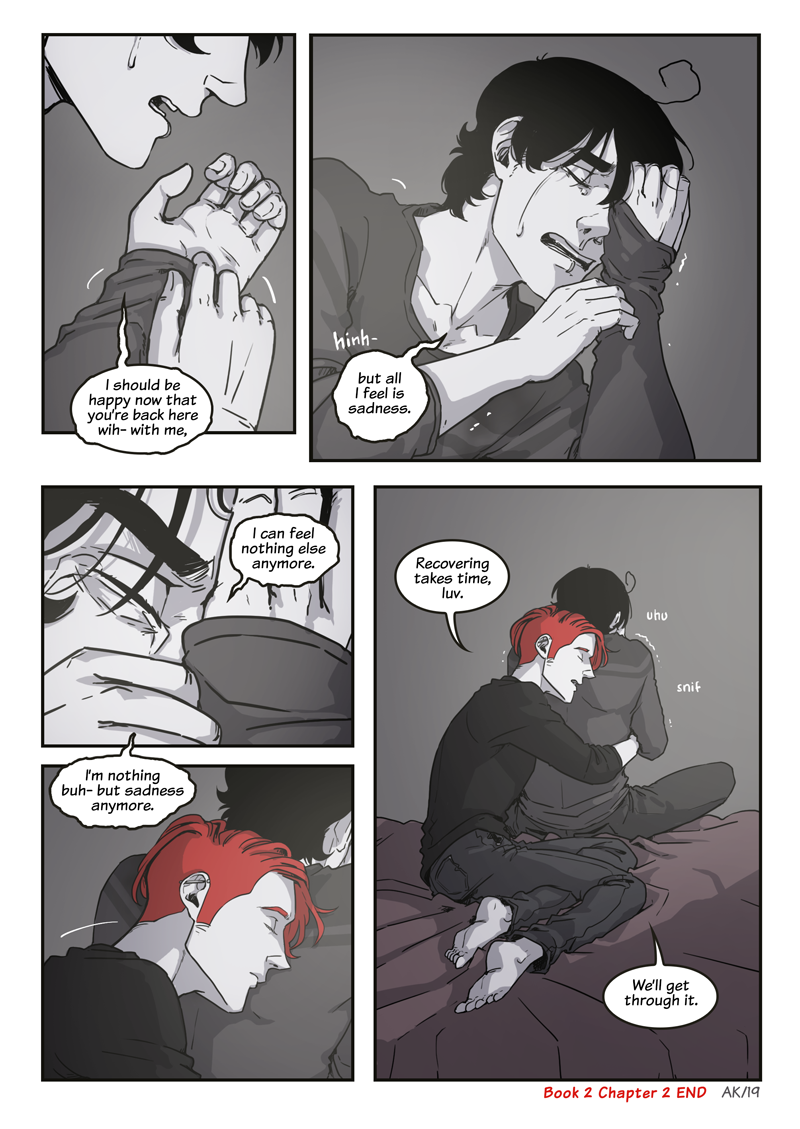 I should be
happy now that
you're back here
wih- with me,
hinh-
but all
I feel is
sadness.
I can feel
nothing else
anymore.
I'm nothing
buh- but sadness
anymore.
Recovering
takes time,
luv.
uhu
snif
We'll get
through it.
Book 2 Chapter 2 END AK/19